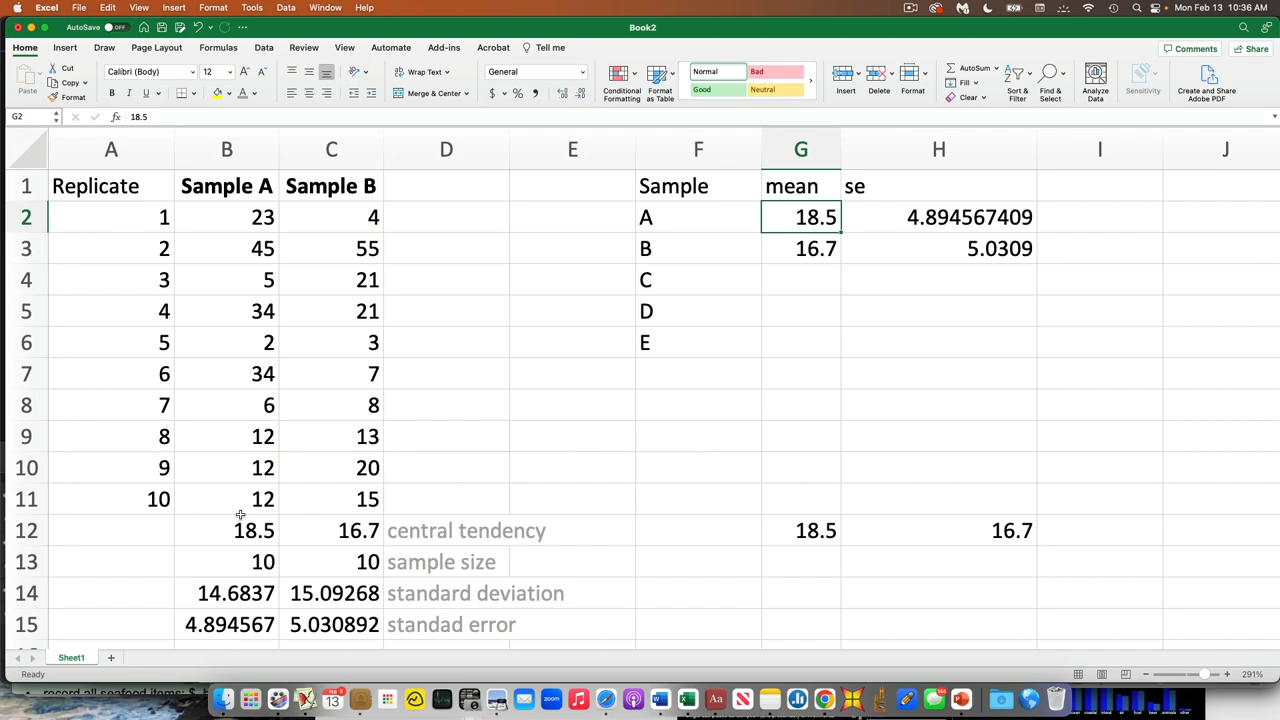 Excel File Edit View Insert Format Tools Data Window Help Mon Feb 13 10:36 AM
AutoSave OFF Book2
Home Insert Draw Page Layout Formulas Data Review View Automate Add-ins Acrobat Tell me Comments Share
Paste Cut Copy Format
Calibri (Body) 12 Wrap Text General Normal Bad AutoSum
B I U Merge & Center $ % Good Neutral Fill Clear
Conditional Formatting Format as Table Insert Delete Format Sort & Filter Find & Select Analyze Data Sensitivity Create and Share Adobe PDF
G2 fx 18.5
A B C D E F G H I J
1 Replicate Sample A Sample B Sample mean se
2 1 23 4 A 18.5 4.894567409
3 2 45 55 B 16.7 5.0309
4 3 5 21 C
5 4 34 21 D
6 5 2 3 E
7 6 34 7
8 7 6 8
9 8 12 13
10 9 12 20
11 10 12 15
12 18.5 16.7 central tendency 18.5 16.7
13 10 10 sample size
14 14.6837 15.09268 standard deviation
15 4.894567 5.030892 standad error
Sheet1 +
Ready 291%
record all seafood items: